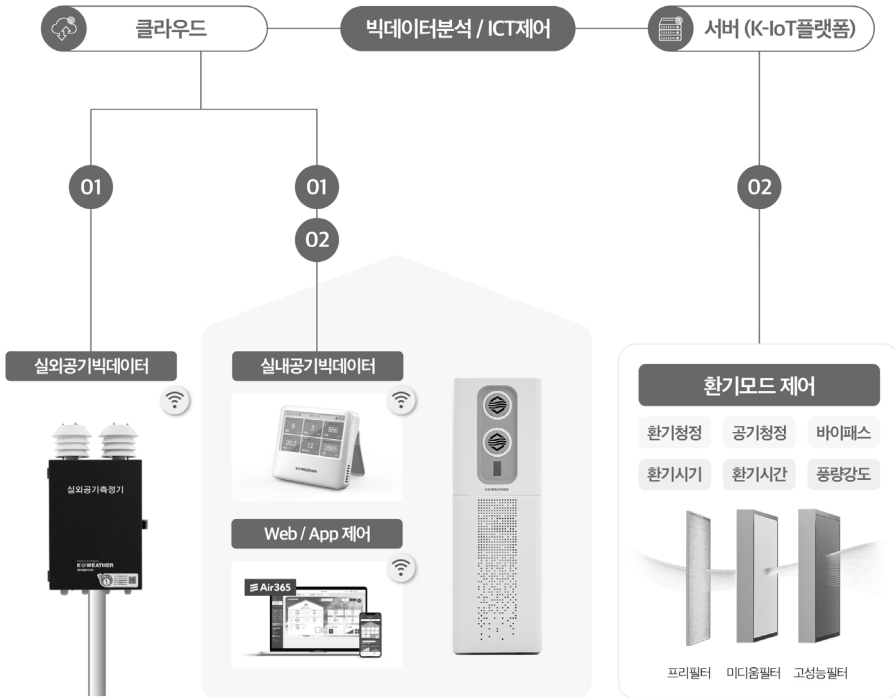 클라우드
빅데이터분석 / ICT제어
서버 (K-IoT플랫폼)
01
01
02
02
실외공기빅데이터
실내공기빅데이터
환기모드 제어
환기청정
공기청정
바이패스
환기시기
환기시간
풍량강도
실외공기측정기
KWEATHER
KWEATHER
KWEATHER
Web / App 제어
Air365
프리필터
미디움필터
고성능필터